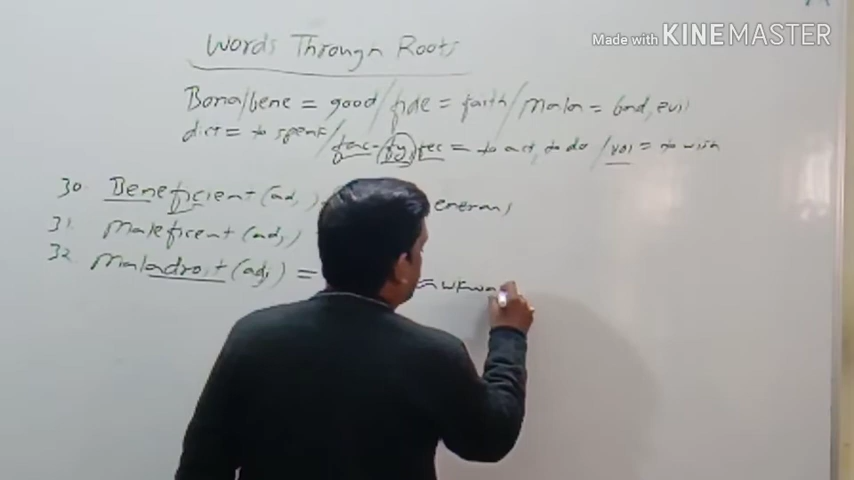 Made with KINEMASTER
Words Through Roots
Bona/bene = good/fide = faith/mala = bad, evil
dict = to speak/fac-fy, fec = to act, to do/vol = to wish
30. Beneficient (adj)
31. Maleficent (adj)
32. Maladroit (adj) =